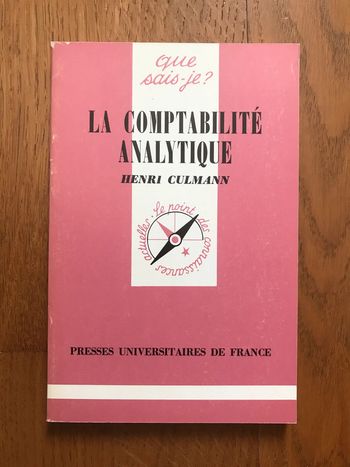 que
sais-je?
LA COMPTABILITÉ
ANALYTIQUE
HENRI CULMANN
le point des connaissances actuelles
PRESSES UNIVERSITAIRES DE FRANCE